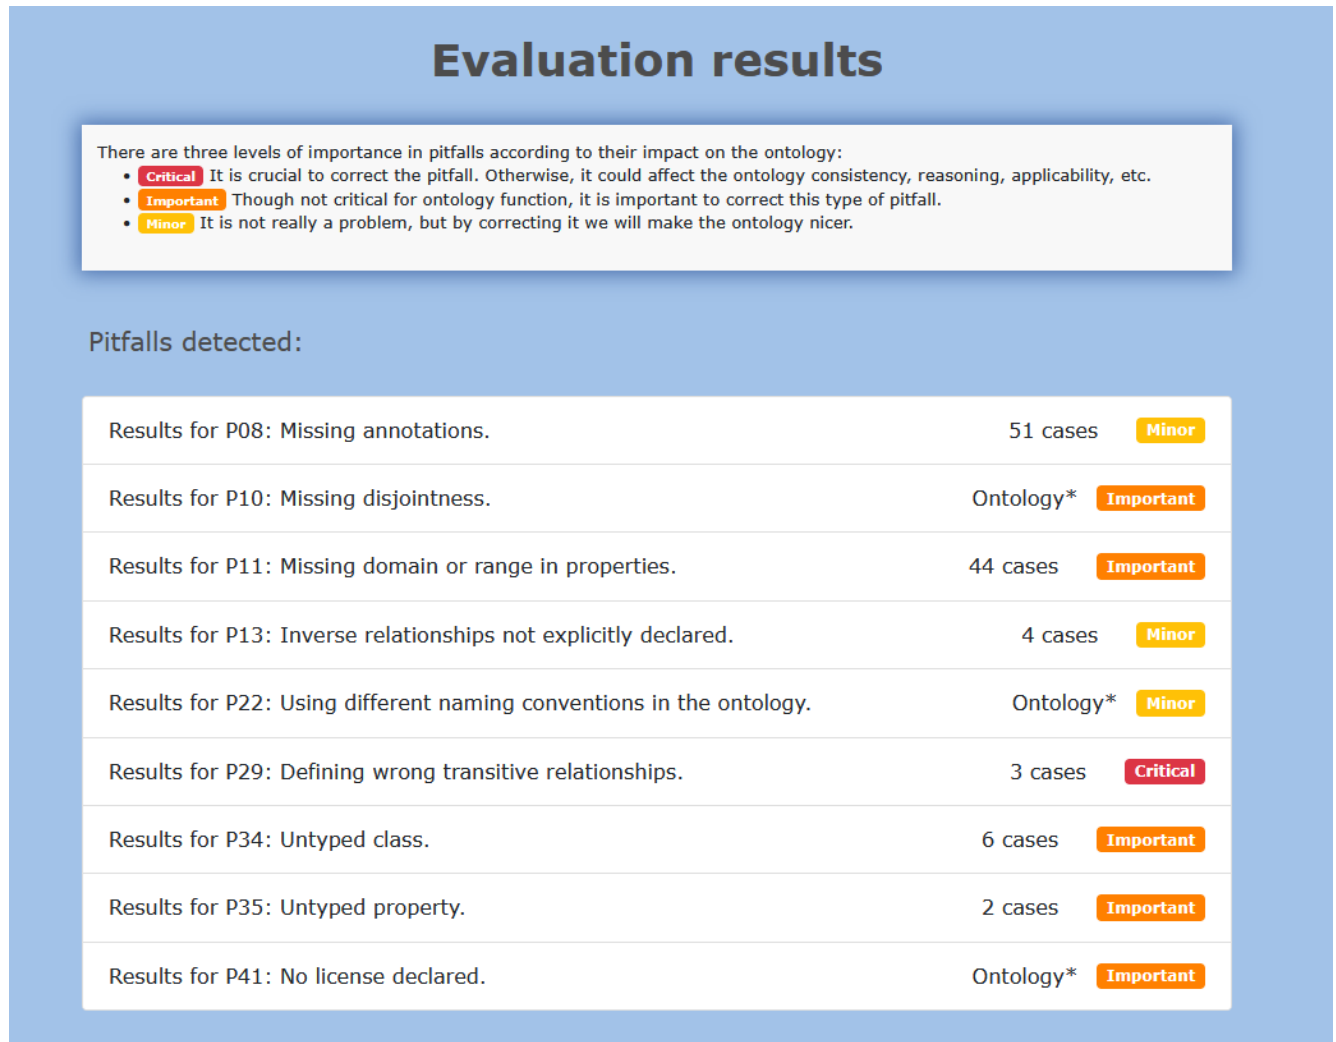 Evaluation results
There are three levels of importance in pitfalls according to their impact on the ontology:
• Critical It is crucial to correct the pitfall. Otherwise, it could affect the ontology consistency, reasoning, applicability, etc.
• Important Though not critical for ontology function, it is important to correct this type of pitfall.
• Minor It is not really a problem, but by correcting it we will make the ontology nicer.
Pitfalls detected:
Results for P08: Missing annotations. 51 cases Minor
Results for P10: Missing disjointness. Ontology* Important
Results for P11: Missing domain or range in properties. 44 cases Important
Results for P13: Inverse relationships not explicitly declared. 4 cases Minor
Results for P22: Using different naming conventions in the ontology. Ontology* Minor
Results for P29: Defining wrong transitive relationships. 3 cases Critical
Results for P34: Untyped class. 6 cases Important
Results for P35: Untyped property. 2 cases Important
Results for P41: No license declared. Ontology* Important